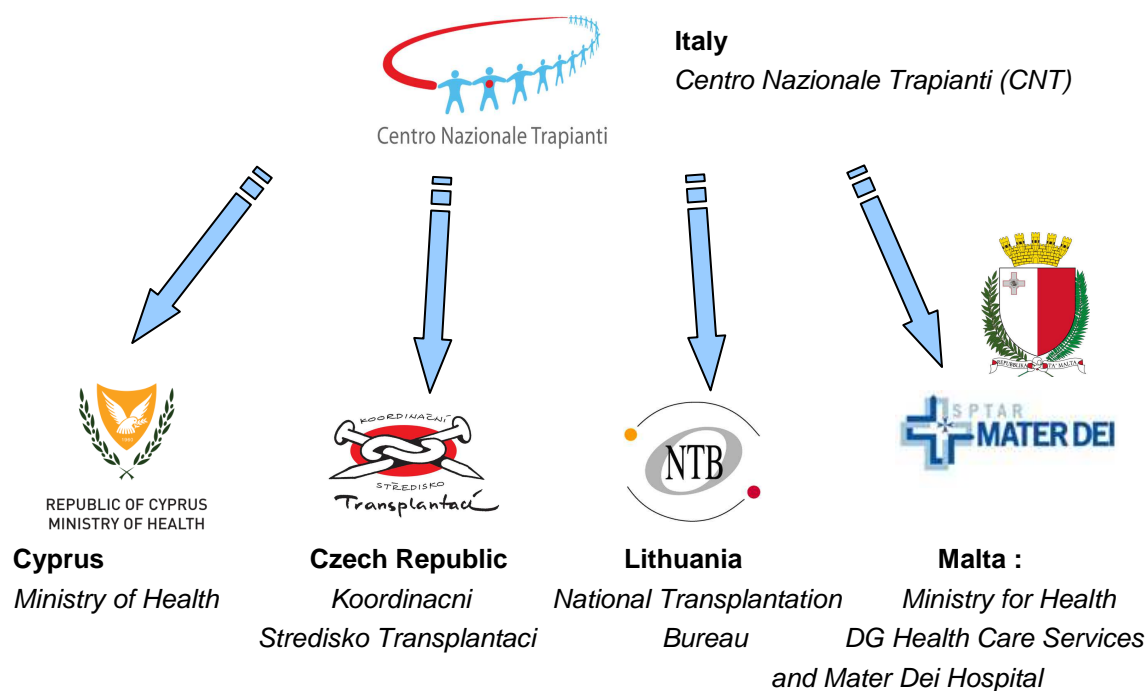 Italy
Centro Nazionale Trapianti (CNT)
Centro Nazionale Trapianti
REPUBBLIKA TA' MALTA
KOORDINAČNÍ
STŘEDISKO
Transplantací
NTB
SPTAR
MATER DEI
1960
REPUBLIC OF CYPRUS
MINISTRY OF HEALTH
Cyprus
Ministry of Health
Czech Republic
Koordinacni
Stredisko Transplantaci
Lithuania
National Transplantation
Bureau
Malta :
Ministry for Health
DG Health Care Services
and Mater Dei Hospital